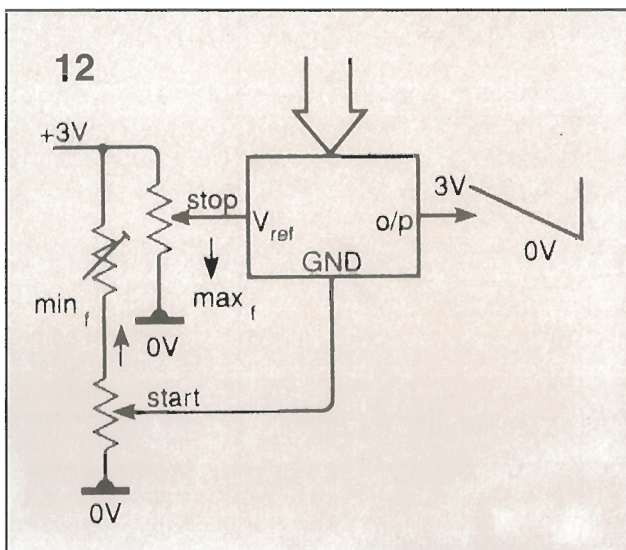 12
+3V
stop
V_ref
o/p
3V
0V
GND
min_f
max_f
0V
start
0V